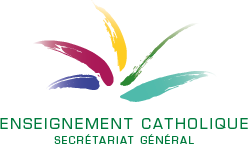 ENSEIGNEMENT CATHOLIQUE
SECRÉTARIAT GÉNÉRAL